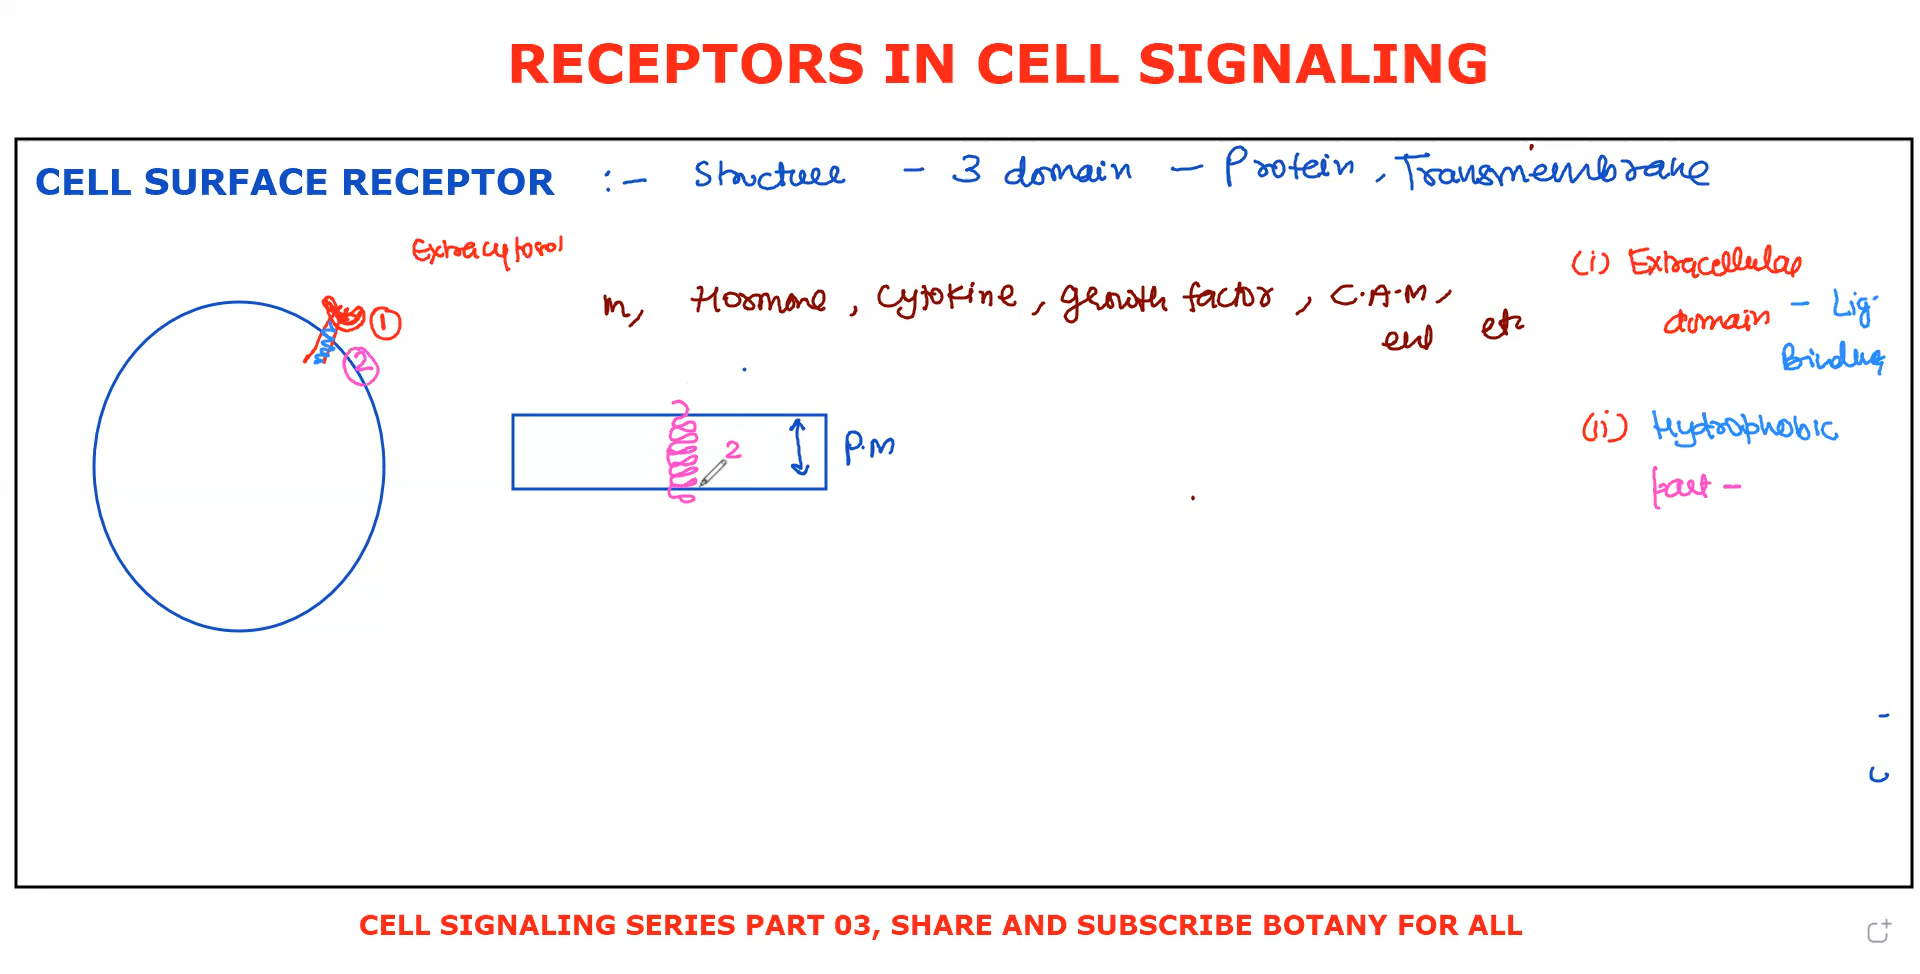 RECEPTORS IN CELL SIGNALING
CELL SURFACE RECEPTOR :- Structure - 3 domain - Protein, Transmembrane
Extracytosol
m, Hormone, Cytokine, growth factor, C.A.M,
etc
(i) Extracellular
domain - Lig.
Binding
1
2
(ii) Hydrophobic
part -
2
P.M
CELL SIGNALING SERIES PART 03, SHARE AND SUBSCRIBE BOTANY FOR ALL